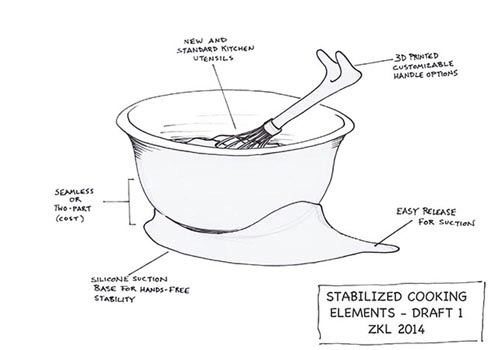 NEW AND
STANDARD KITCHEN
UTENSILS
3D PRINTED
CUSTOMIZABLE
HANDLE OPTIONS
SEAMLESS
OR
TWO-PART
(COST)
EASY RELEASE
FOR SUCTION
SILICONE SUCTION
BASE FOR HANDS-FREE
STABILITY
STABILIZED COOKING
ELEMENTS - DRAFT 1
ZKL 2014